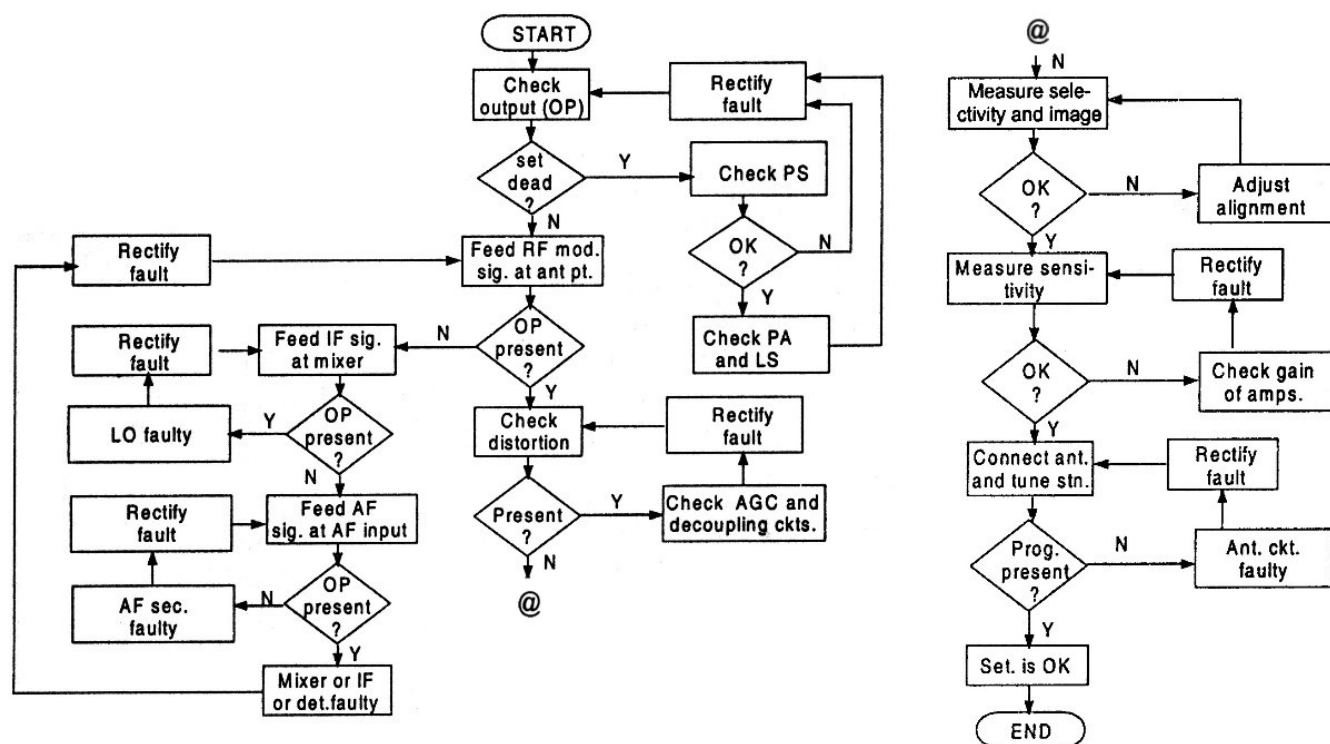 START
Check
output (OP)
Rectify
fault
set
dead
?
Y
Check PS
N
OK
?
N
Y
Check PA
and LS
Feed RF mod.
sig. at ant pt.
Rectify
fault
OP
present
?
N
Y
Feed IF sig.
at mixer
Rectify
fault
OP
present
?
Y
LO faulty
N
Feed AF
sig. at AF input
Rectify
fault
OP
present
?
N
AF sec.
faulty
Y
Mixer or IF
or det.faulty
Check
distortion
Rectify
fault
Present
?
Y
Check AGC and
decoupling ckts.
N
@
@
N
Measure sele-
ctivity and image
OK
?
N
Adjust
alignment
Y
Measure sensi-
tivity
Rectify
fault
OK
?
N
Check gain
of amps.
Y
Connect ant.
and tune stn.
Rectify
fault
Prog.
present
?
N
Ant. ckt.
faulty
Y
Set. is OK
END